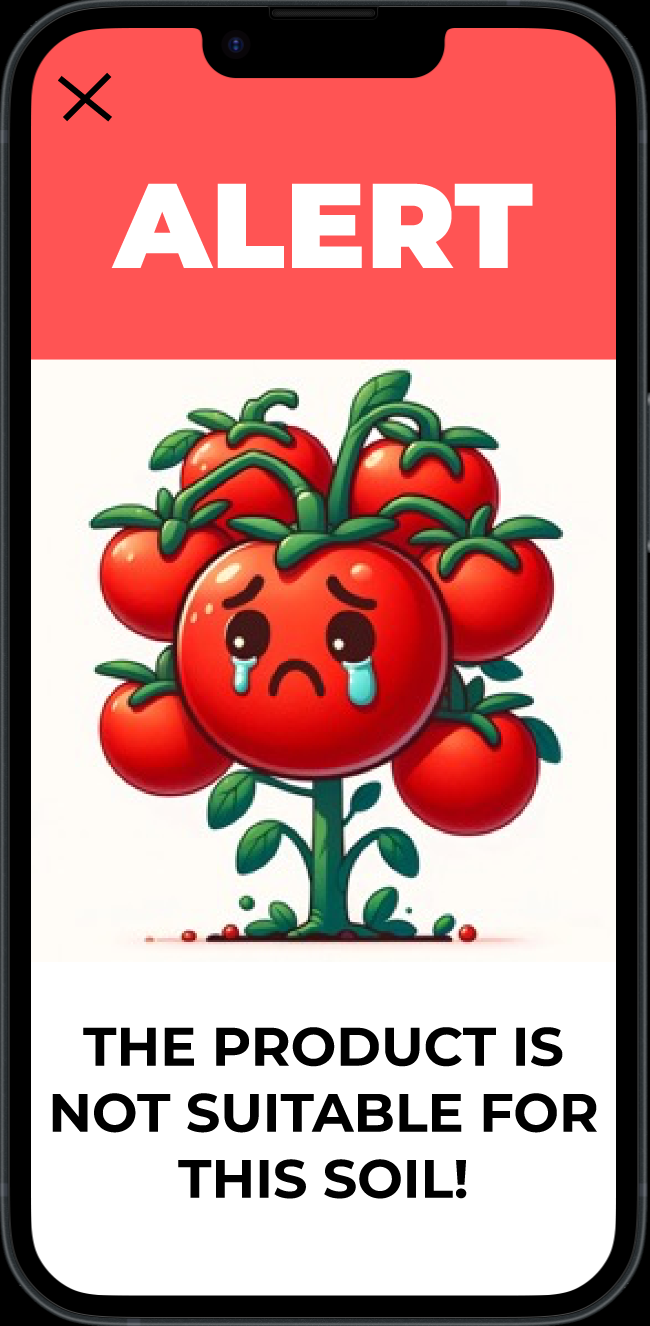 ALERT
THE PRODUCT IS
NOT SUITABLE FOR
THIS SOIL!